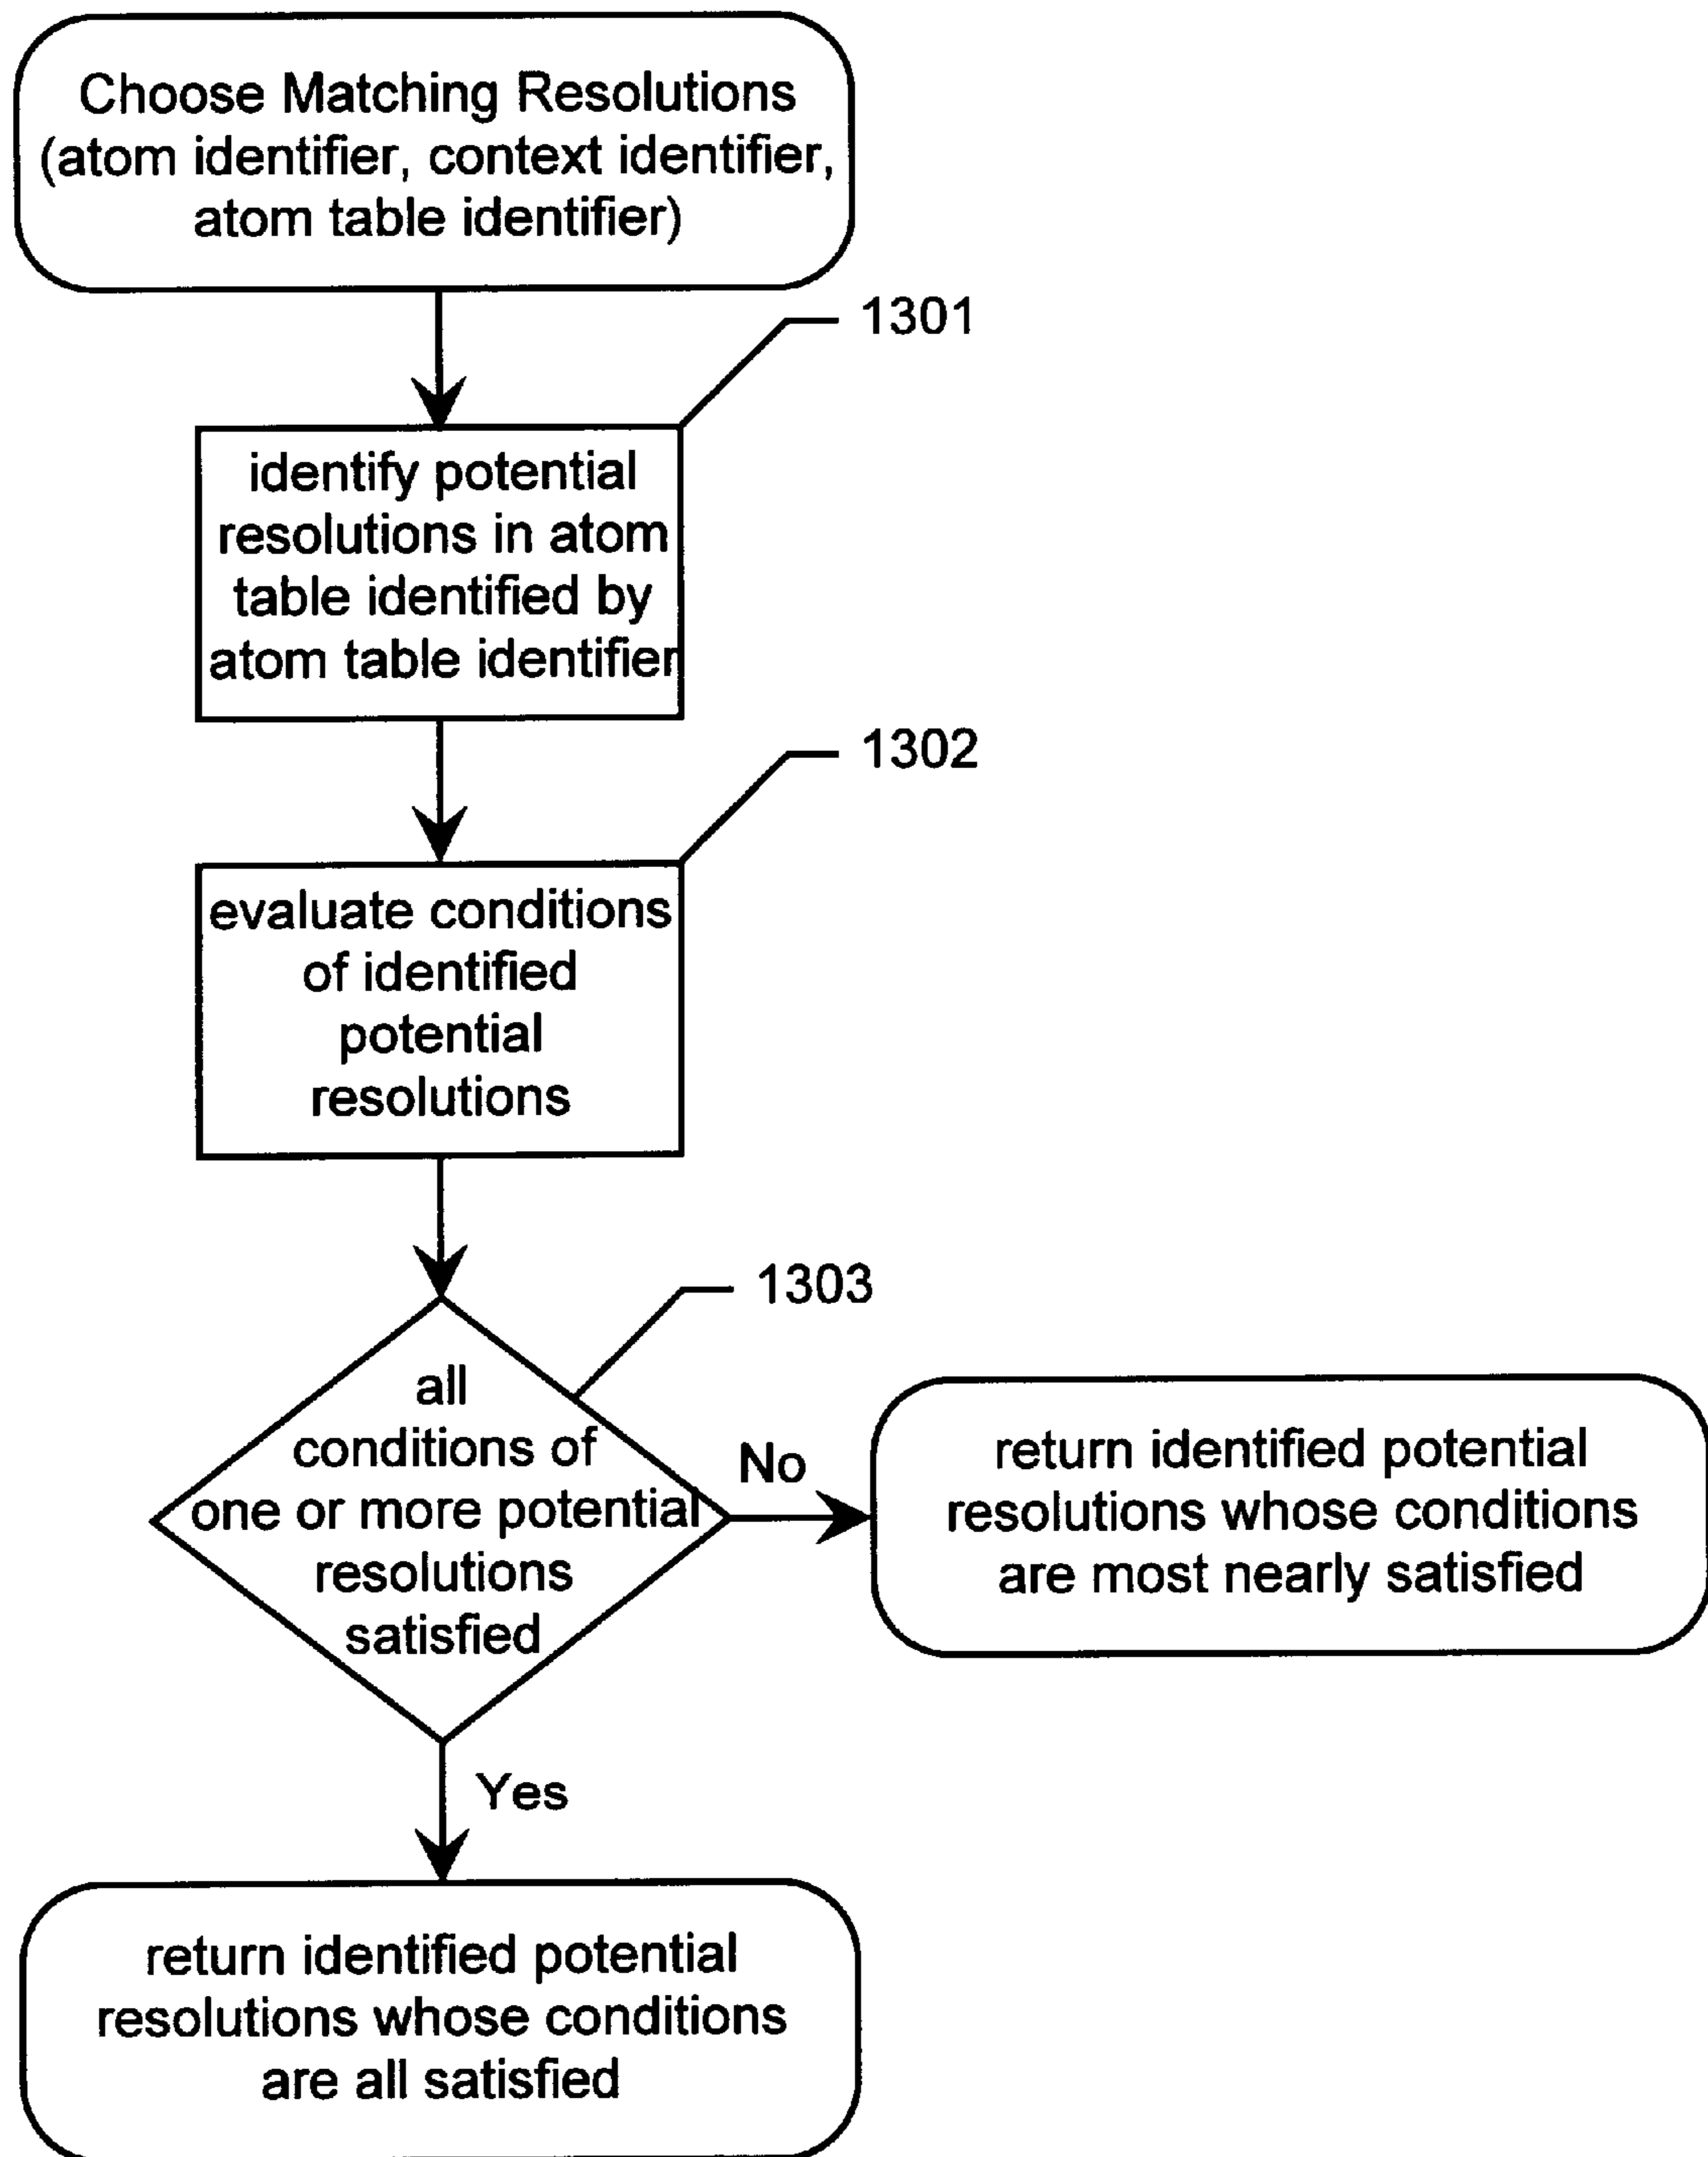 Choose Matching Resolutions
(atom identifier, context identifier,
atom table identifier)
1301
identify potential
resolutions in atom
table identified by
atom table identifier
1302
evaluate conditions
of identified
potential
resolutions
1303
all
conditions of
one or more potential
resolutions
satisfied
No
return identified potential
resolutions whose conditions
are most nearly satisfied
Yes
return identified potential
resolutions whose conditions
are all satisfied